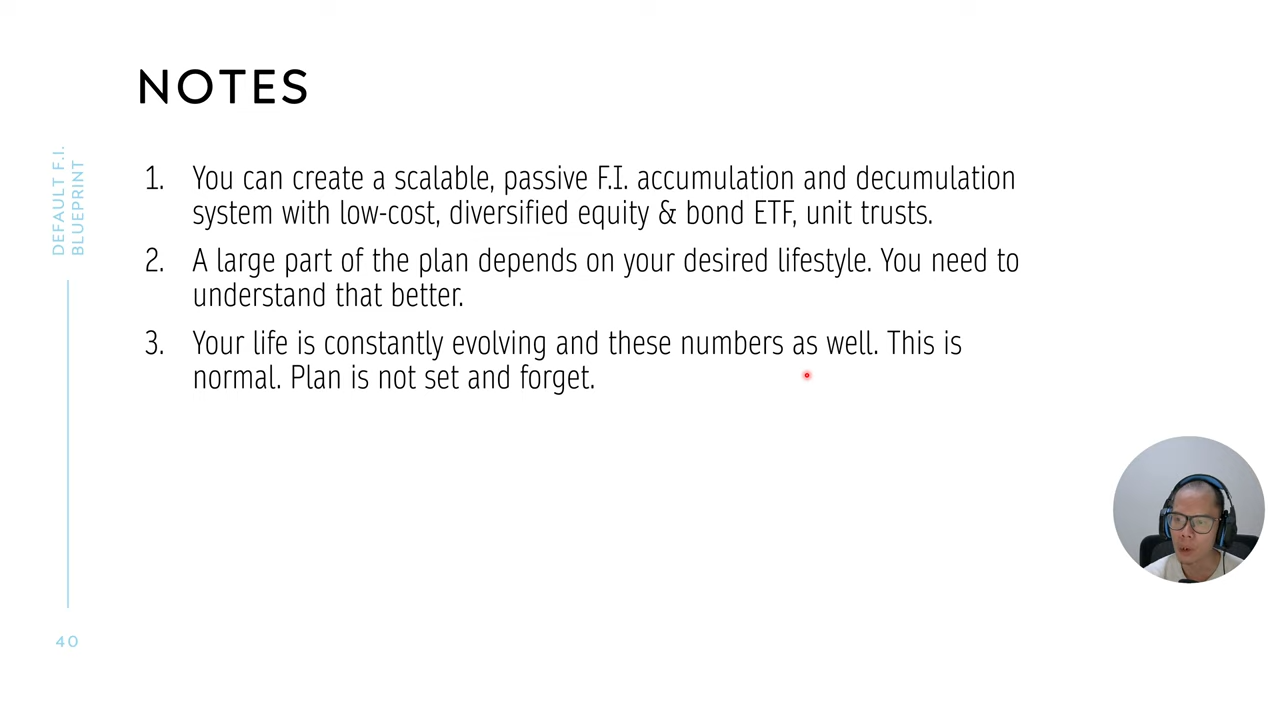 NOTES
DEFAULT F.I.
BLUEPRINT
1. You can create a scalable, passive F.I. accumulation and decumulation
system with low-cost, diversified equity & bond ETF, unit trusts.
2. A large part of the plan depends on your desired lifestyle. You need to
understand that better.
3. Your life is constantly evolving and these numbers as well. This is
normal. Plan is not set and forget.
40